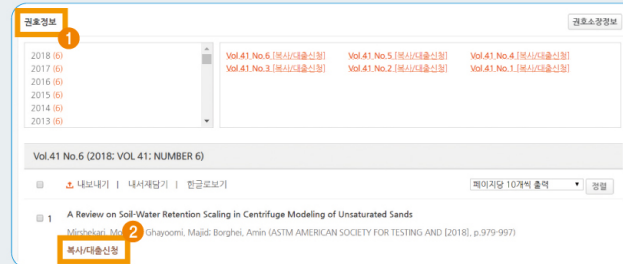 권호정보
1
권호소장정보
2018 (6)
2017 (6)
2016 (6)
2015 (6)
2014 (6)
2013 (6)
Vol.41 No.6 [복사/대출신청] Vol.41 No.5 [복사/대출신청] Vol.41 No.4 [복사/대출신청]
Vol.41 No.3 [복사/대출신청] Vol.41 No.2 [복사/대출신청] Vol.41 No.1 [복사/대출신청]
Vol.41 No.6 (2018; VOL 41; NUMBER 6)
내보내기 | 내서재담기 | 한글로보기
페이지당 10개씩 출력 정렬
1 A Review on Soil-Water Retention Scaling in Centrifuge Modeling of Unsaturated Sands
Mirshekari, Ghayoomi, Majid; Borghei, Amin (ASTM AMERICAN SOCIETY FOR TESTING AND [2018], p.979-997)
2
복사/대출신청